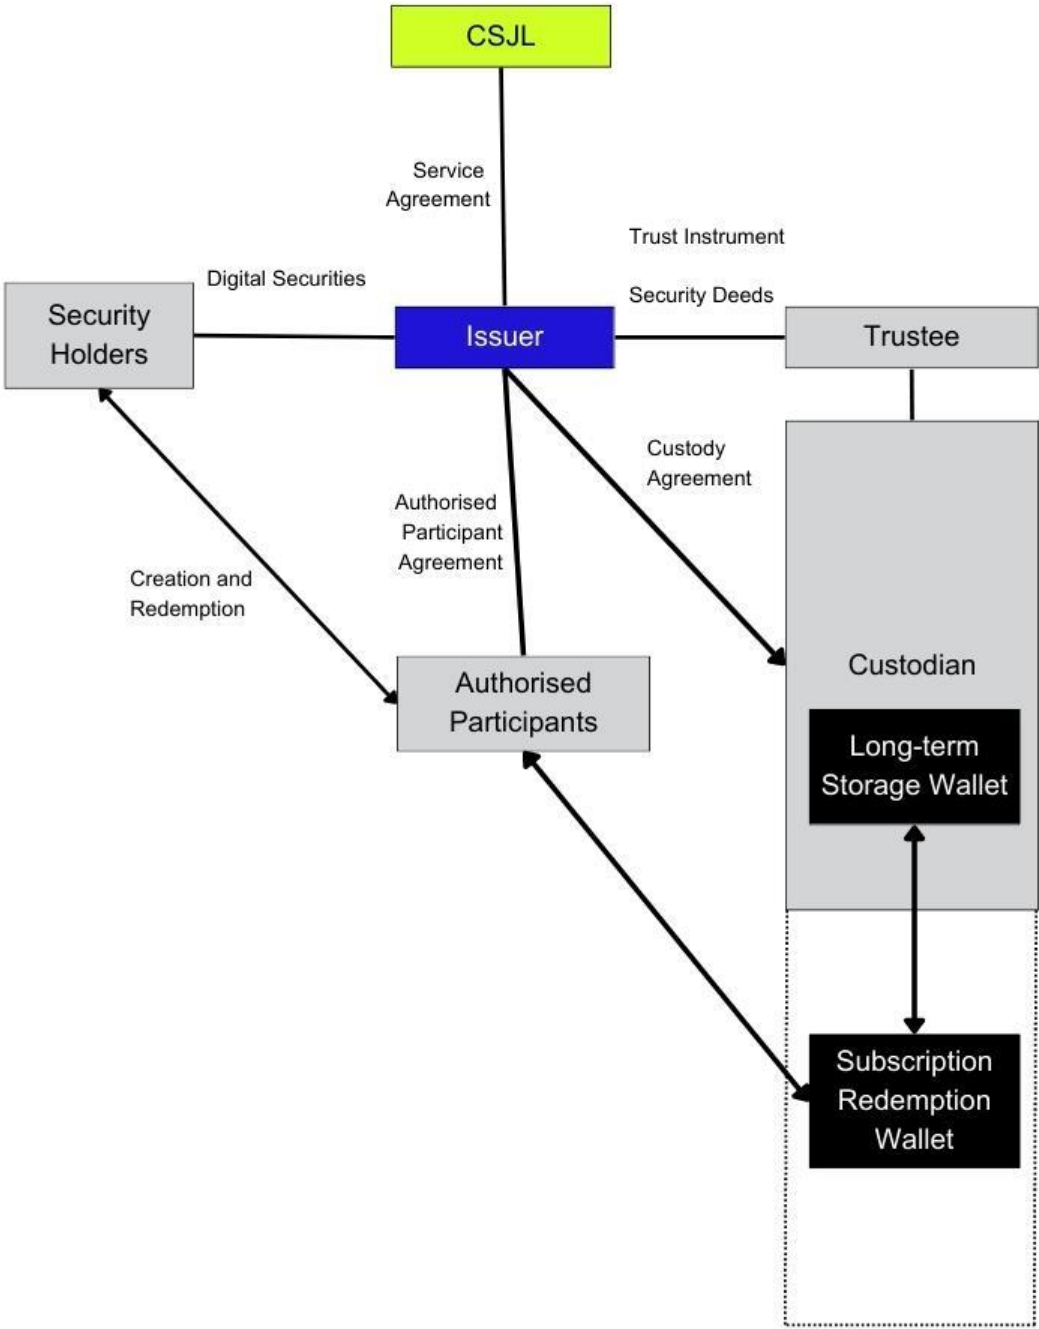 CSJL
Service
Agreement
Trust Instrument
Digital Securities
Security Deeds
Security
Holders
Issuer
Trustee
Custody
Agreement
Authorised
Participant
Agreement
Creation and
Redemption
Custodian
Authorised
Participants
Long-term
Storage Wallet
Subscription
Redemption
Wallet